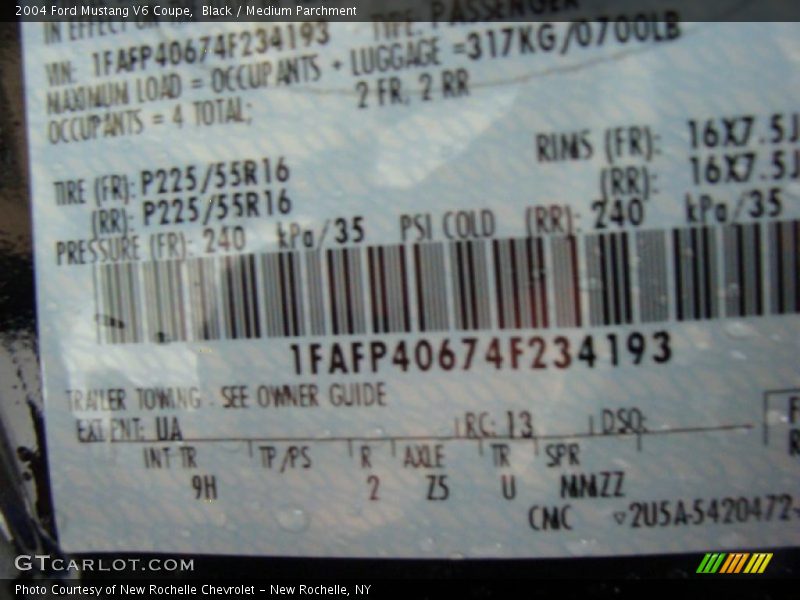 2004 Ford Mustang V6 Coupe, Black / Medium Parchment
IN EFFECT PASSENGER
VIN: 1FAFP40674F234193 TYPE:
MAXIMUM LOAD = OCCUPANTS + LUGGAGE =317KG/0700LB
OCCUPANTS = 4 TOTAL; 2 FR, 2 RR
TIRE (FR): P225/55R16 RIMS (FR): 16X7.5J
(RR): P225/55R16 (RR): 16X7.5J
PRESSURE (FR): 240 kPa/35 PSI COLD (RR): 240 kPa/35
1FAFP40674F234193
TRAILER TOWING - SEE OWNER GUIDE
EXT PNT: UA RC: 13 DSO:
INT TR TP/PS R AXLE TR SPR
9H 2 Z5 U MMZZ
CMC 2U5A-5420472-
GTCARLOT.COM
Photo Courtesy of New Rochelle Chevrolet - New Rochelle, NY